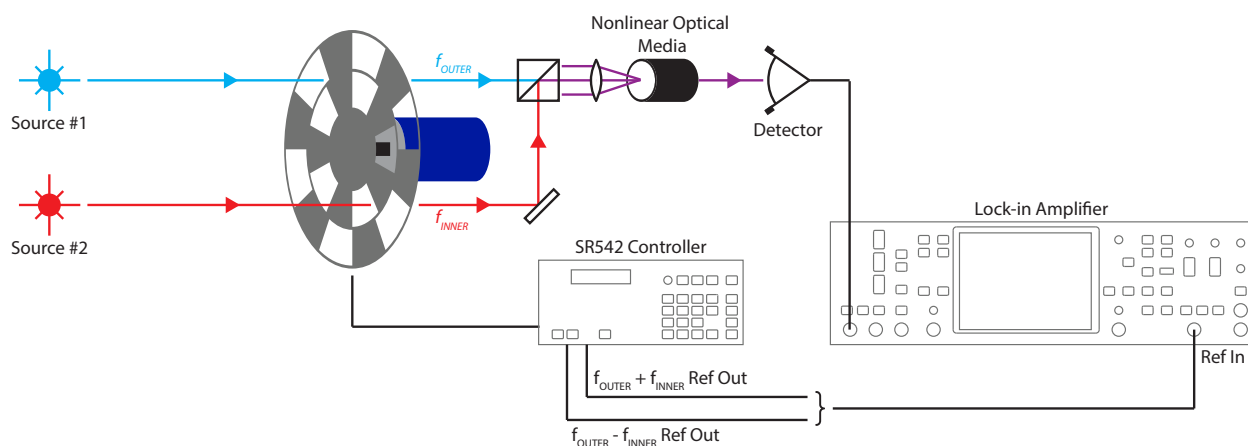 Nonlinear Optical
Media
f_OUTER
Source #1
Detector
f_INNER
Source #2
SR542 Controller
Lock-in Amplifier
Ref In
f_OUTER + f_INNER Ref Out
f_OUTER - f_INNER Ref Out